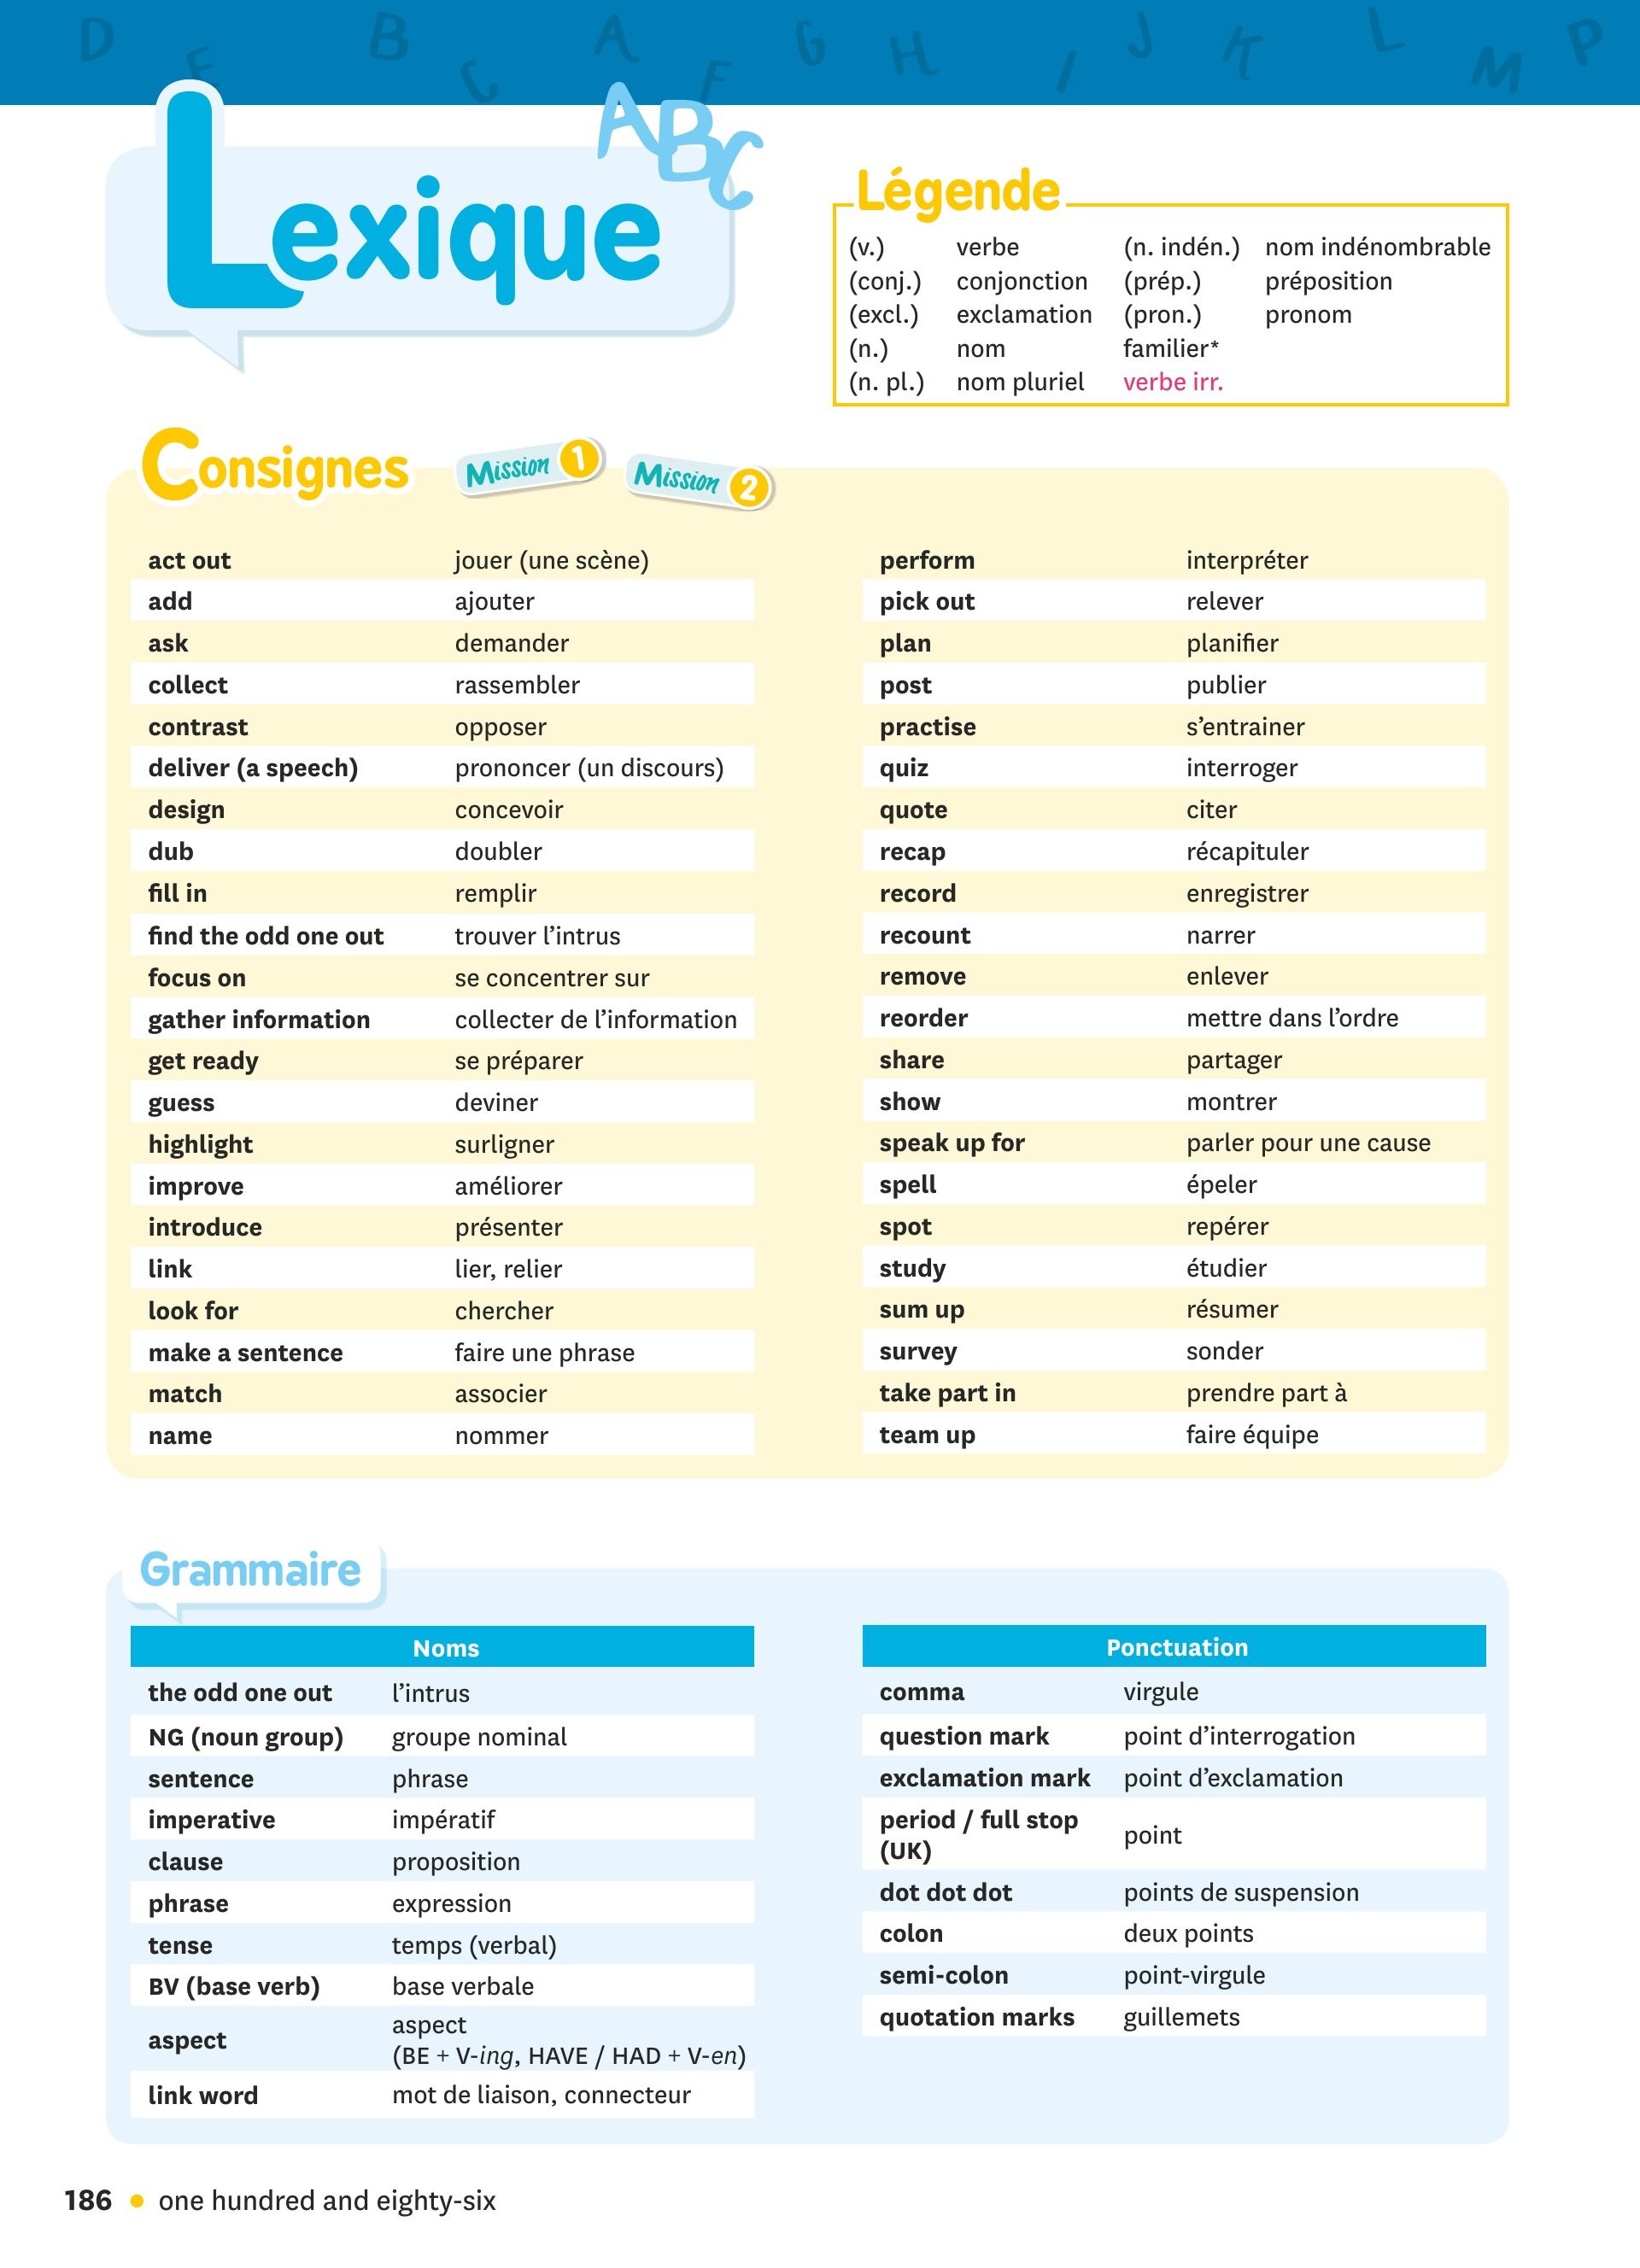 D E B C A F G H I J K L M P
ABC
Lexique
Légende
(v.) verbe (n. indén.) nom indénombrable
(conj.) conjonction (prép.) préposition
(excl.) exclamation (pron.) pronom
(n.) nom familier*
(n. pl.) nom pluriel verbe irr.
Consignes Mission 1 Mission 2
act out jouer (une scène)
add ajouter
ask demander
collect rassembler
contrast opposer
deliver (a speech) prononcer (un discours)
design concevoir
dub doubler
fill in remplir
find the odd one out trouver l'intrus
focus on se concentrer sur
gather information collecter de l'information
get ready se préparer
guess deviner
highlight surligner
improve améliorer
introduce présenter
link lier, relier
look for chercher
make a sentence faire une phrase
match associer
name nommer
perform interpréter
pick out relever
plan planifier
post publier
practise s'entrainer
quiz interroger
quote citer
recap récapituler
record enregistrer
recount narrer
remove enlever
reorder mettre dans l'ordre
share partager
show montrer
speak up for parler pour une cause
spell épeler
spot repérer
study étudier
sum up résumer
survey sonder
take part in prendre part à
team up faire équipe
Grammaire
Noms
the odd one out l'intrus
NG (noun group) groupe nominal
sentence phrase
imperative impératif
clause proposition
phrase expression
tense temps (verbal)
BV (base verb) base verbale
aspect aspect
(BE + V-ing, HAVE / HAD + V-en)
link word mot de liaison, connecteur
Ponctuation
comma virgule
question mark point d'interrogation
exclamation mark point d'exclamation
period / full stop
(UK) point
dot dot dot points de suspension
colon deux points
semi-colon point-virgule
quotation marks guillemets
186 • one hundred and eighty-six